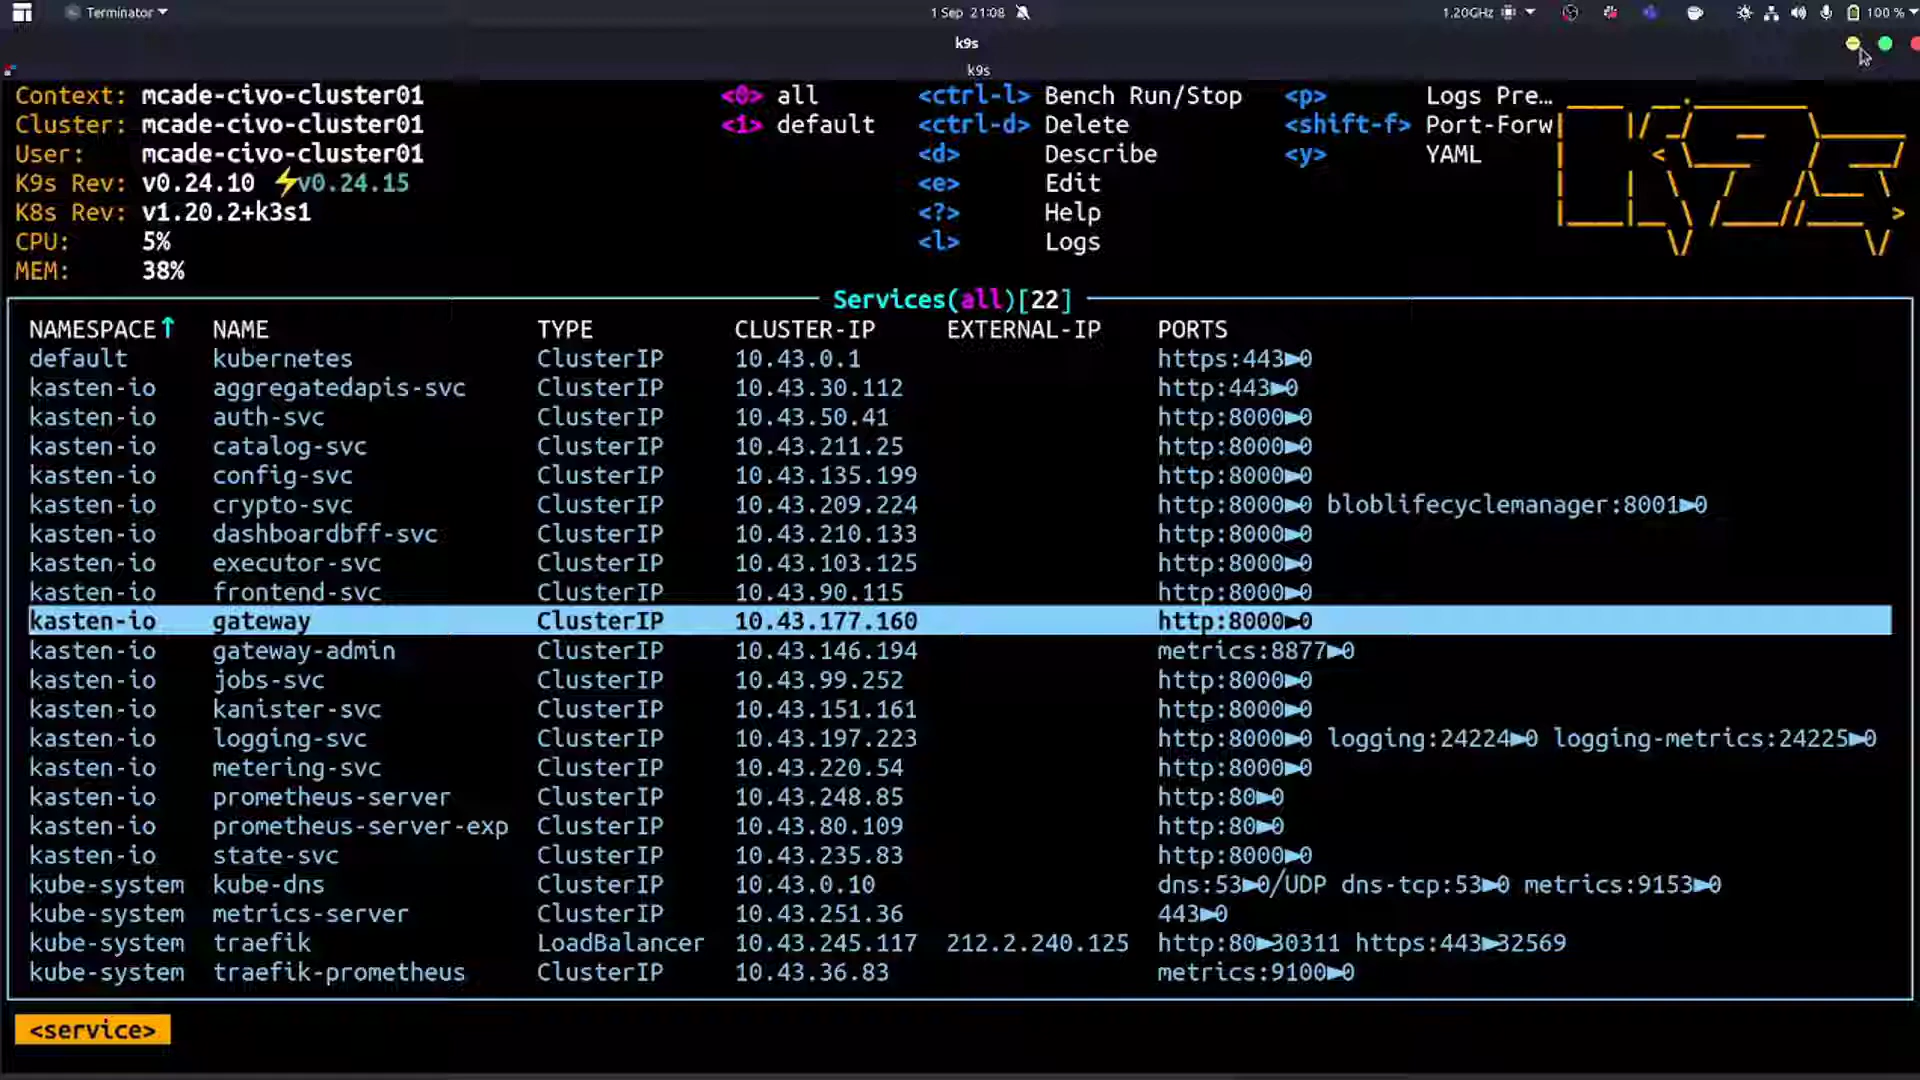 Terminator
1 Sep 21:08
1.20GHz
100 %
k9s
k9s
Context: mcade-civo-cluster01 <0> all <ctrl-l> Bench Run/Stop <p> Logs Pre…
Cluster: mcade-civo-cluster01 <1> default <ctrl-d> Delete <shift-f> Port-Forw
User: mcade-civo-cluster01 <d> Describe <y> YAML
K9s Rev: v0.24.10 ⚡v0.24.15 <e> Edit
K8s Rev: v1.20.2+k3s1 <?> Help
CPU: 5% <l> Logs
MEM: 38%
Services(all)[22]
NAMESPACE↑ NAME TYPE CLUSTER-IP EXTERNAL-IP PORTS
default kubernetes ClusterIP 10.43.0.1 https:443►0
kasten-io aggregatedapis-svc ClusterIP 10.43.30.112 http:443►0
kasten-io auth-svc ClusterIP 10.43.50.41 http:8000►0
kasten-io catalog-svc ClusterIP 10.43.211.25 http:8000►0
kasten-io config-svc ClusterIP 10.43.135.199 http:8000►0
kasten-io crypto-svc ClusterIP 10.43.209.224 http:8000►0 bloblifecyclemanager:8001►0
kasten-io dashboardbff-svc ClusterIP 10.43.210.133 http:8000►0
kasten-io executor-svc ClusterIP 10.43.103.125 http:8000►0
kasten-io frontend-svc ClusterIP 10.43.90.115 http:8000►0
kasten-io gateway ClusterIP 10.43.177.160 http:8000►0
kasten-io gateway-admin ClusterIP 10.43.146.194 metrics:8877►0
kasten-io jobs-svc ClusterIP 10.43.99.252 http:8000►0
kasten-io kanister-svc ClusterIP 10.43.151.161 http:8000►0
kasten-io logging-svc ClusterIP 10.43.197.223 http:8000►0 logging:24224►0 logging-metrics:24225►0
kasten-io metering-svc ClusterIP 10.43.220.54 http:8000►0
kasten-io prometheus-server ClusterIP 10.43.248.85 http:80►0
kasten-io prometheus-server-exp ClusterIP 10.43.80.109 http:80►0
kasten-io state-svc ClusterIP 10.43.235.83 http:8000►0
kube-system kube-dns ClusterIP 10.43.0.10 dns:53►0/UDP dns-tcp:53►0 metrics:9153►0
kube-system metrics-server ClusterIP 10.43.251.36 443►0
kube-system traefik LoadBalancer 10.43.245.117 212.2.240.125 http:80►30311 https:443►32569
kube-system traefik-prometheus ClusterIP 10.43.36.83 metrics:9100►0
<service>